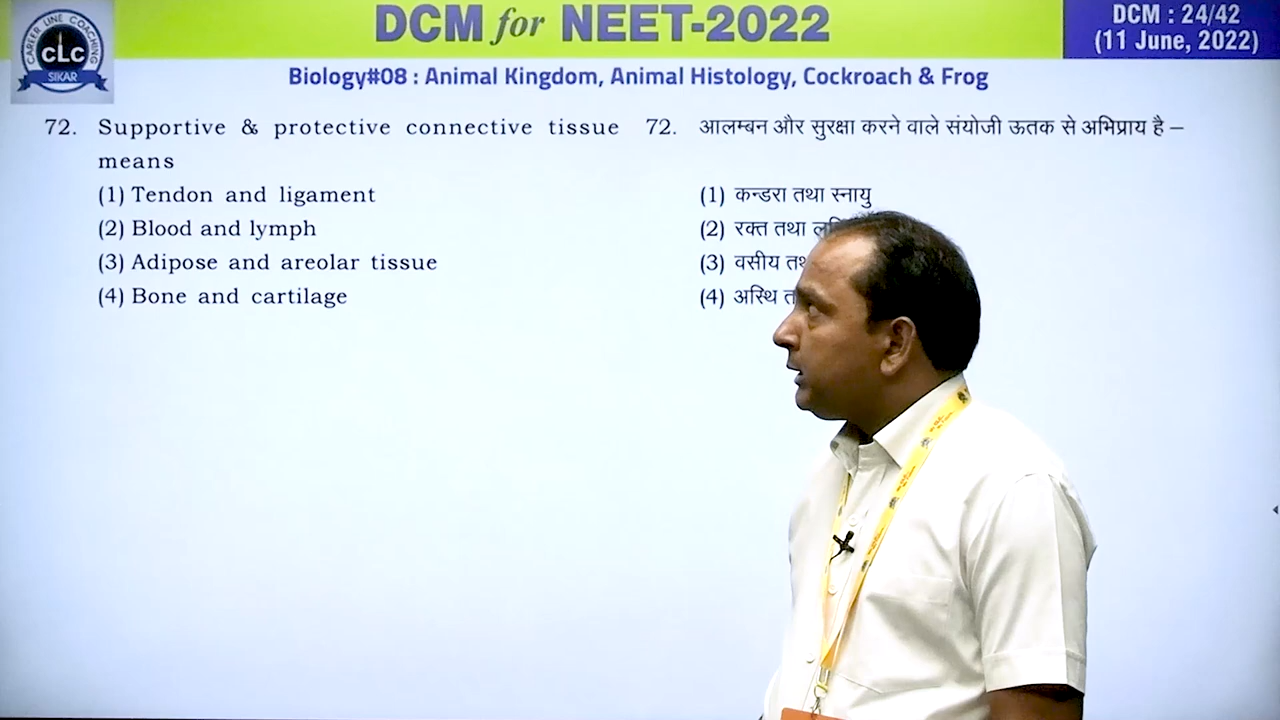 CAREER LINE COACHING
CLC
SIKAR
DCM for NEET-2022
DCM : 24/42
(11 June, 2022)
Biology#08 : Animal Kingdom, Animal Histology, Cockroach & Frog
72. Supportive & protective connective tissue
means
(1) Tendon and ligament
(2) Blood and lymph
(3) Adipose and areolar tissue
(4) Bone and cartilage
72. आलम्बन और सुरक्षा करने वाले संयोजी ऊतक से अभिप्राय है –
(1) कन्डरा तथा स्नायु
(2) रक्त तथा
(3) वसीय
(4) अस्थि